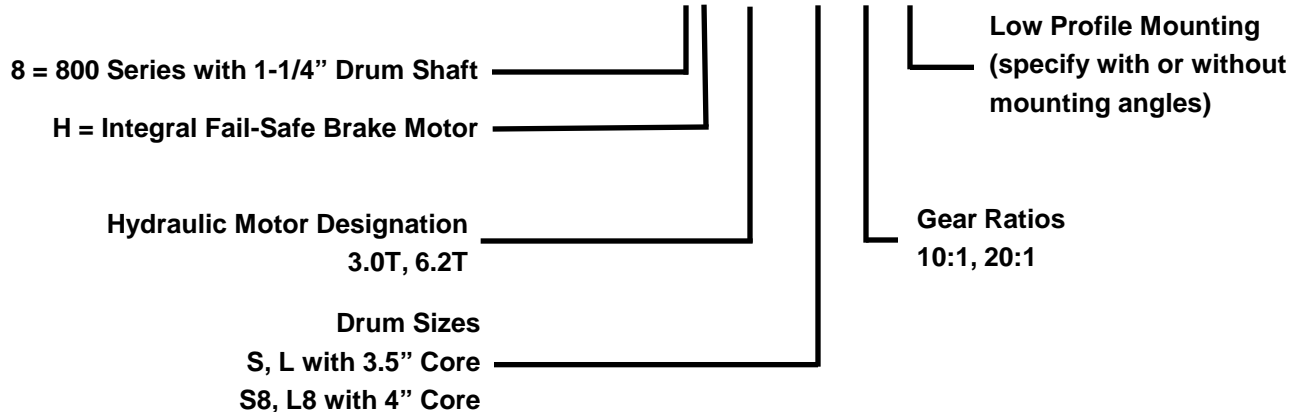 8 = 800 Series with 1-1/4” Drum Shaft
H = Integral Fail-Safe Brake Motor
Hydraulic Motor Designation
3.0T, 6.2T
Drum Sizes
S, L with 3.5” Core
S8, L8 with 4” Core
Low Profile Mounting
(specify with or without
mounting angles)
Gear Ratios
10:1, 20:1